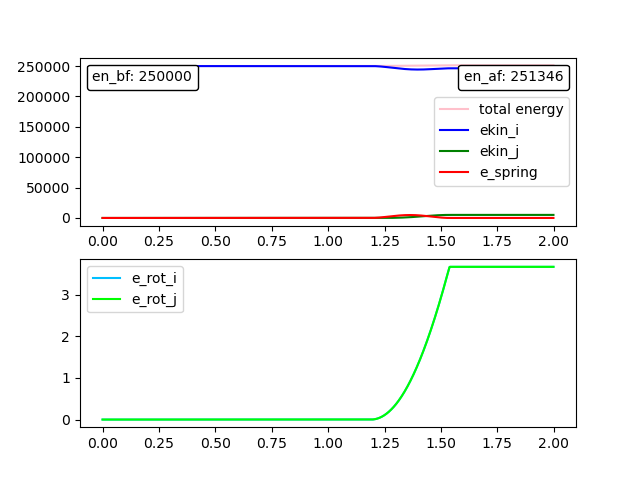 250000
200000
150000
100000
50000
0
en_bf: 250000
en_af: 251346
total energy
ekin_i
ekin_j
e_spring
0.00 0.25 0.50 0.75 1.00 1.25 1.50 1.75 2.00
3
2
1
0
e_rot_i
e_rot_j
0.00 0.25 0.50 0.75 1.00 1.25 1.50 1.75 2.00